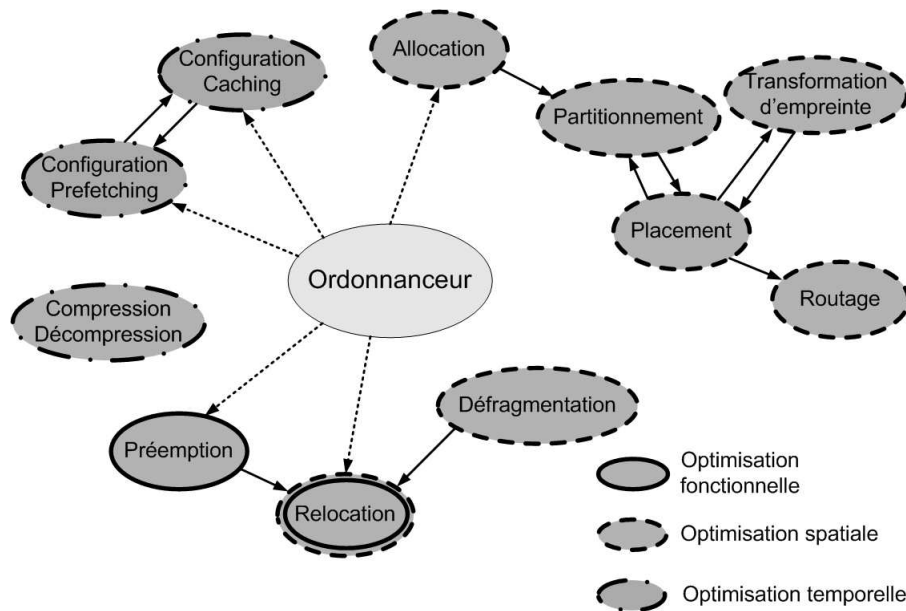 Configuration
Caching
Allocation
Transformation
d'empreinte
Partitionnement
Configuration
Prefetching
Placement
Ordonnanceur
Routage
Compression
Décompression
Défragmentation
Préemption
Relocation
Optimisation
fonctionnelle
Optimisation spatiale
Optimisation temporelle